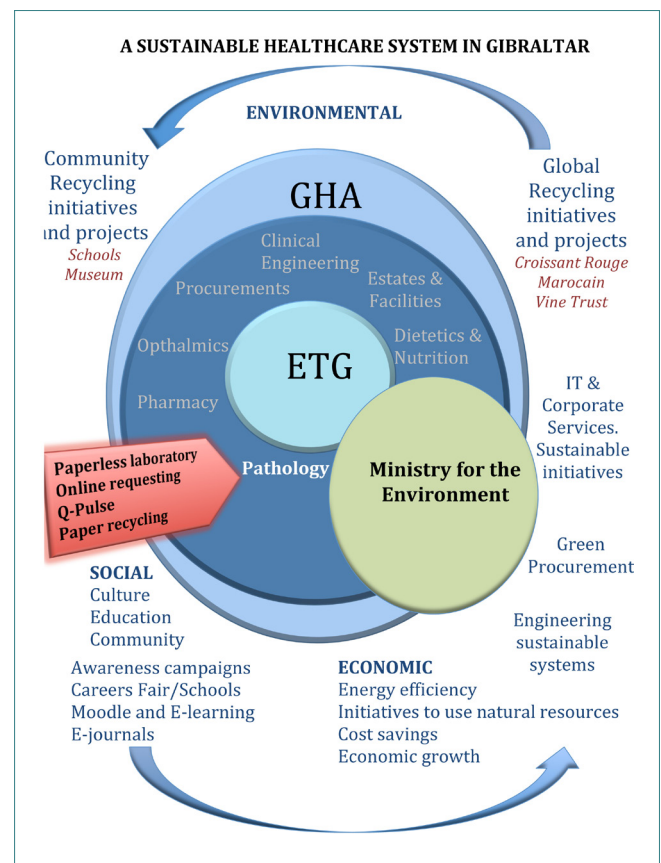 A SUSTAINABLE HEALTHCARE SYSTEM IN GIBRALTAR
ENVIRONMENTAL
Community
Recycling
initiatives
and projects
Schools
Museum
Global
Recycling
initiatives
and projects
Croissant Rouge
Marocain
Vine Trust
GHA
Clinical
Engineering
Procurements
Estates &
Facilities
Opthalmics
Dietetics &
Nutrition
ETG
Pharmacy
IT &
Corporate
Services.
Sustainable
initiatives
Paperless laboratory
Online requesting
Q-Pulse
Paper recycling
Pathology
Ministry for the
Environment
Green
Procurement
Engineering
sustainable
systems
SOCIAL
Culture
Education
Community
Awareness campaigns
Careers Fair/Schools
Moodle and E-learning
E-journals
ECONOMIC
Energy efficiency
Initiatives to use natural resources
Cost savings
Economic growth